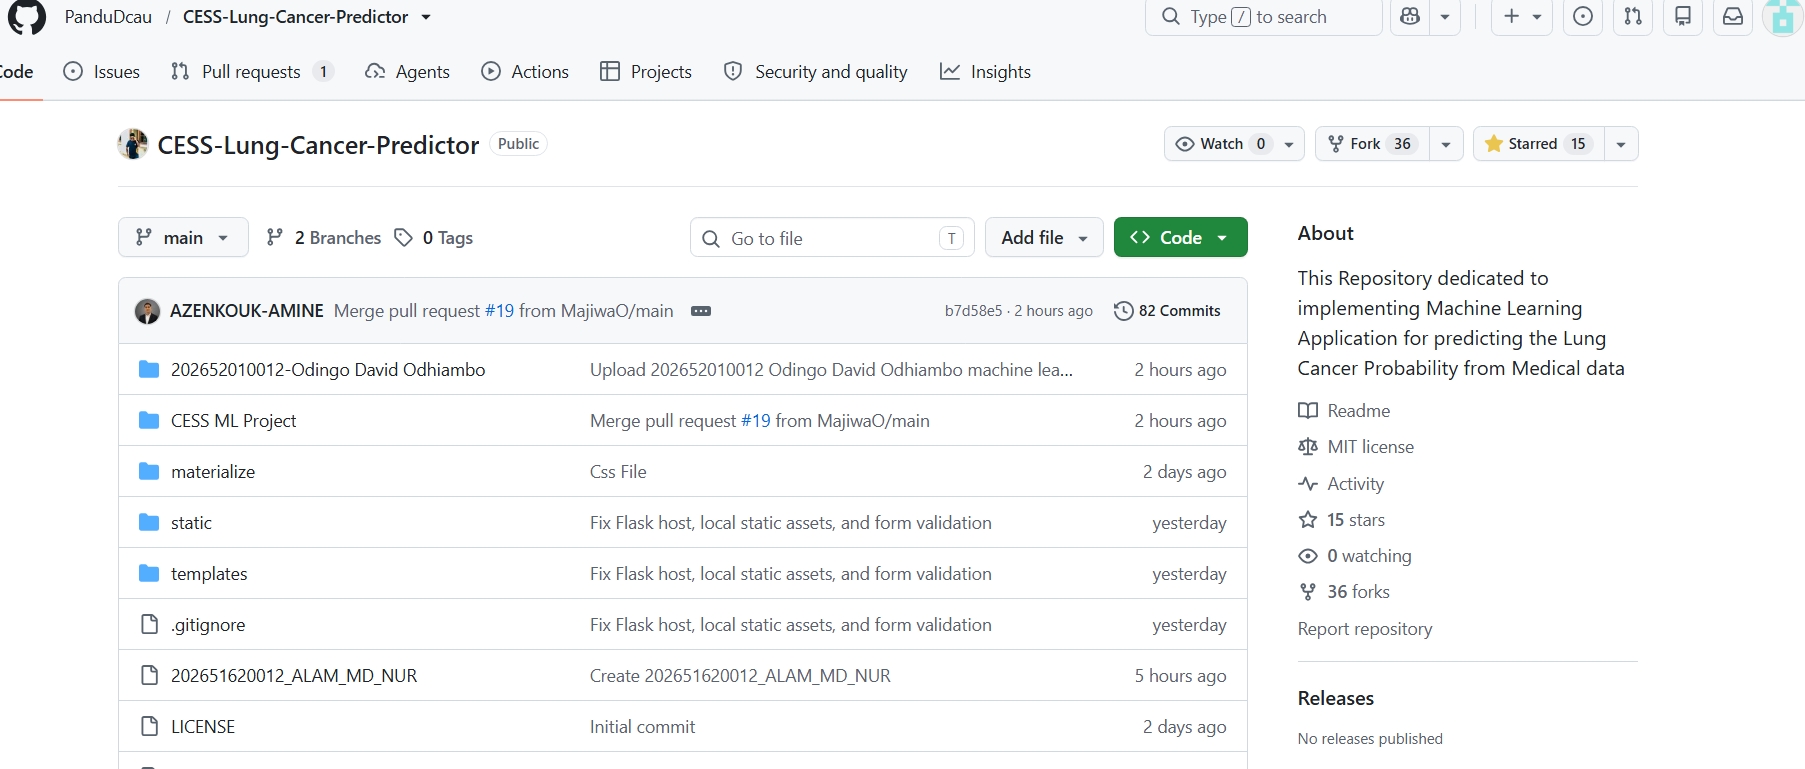 PanduDcau / CESS-Lung-Cancer-Predictor
Type / to search
Code Issues Pull requests 1 Agents Actions Projects Security and quality Insights
CESS-Lung-Cancer-Predictor Public
Watch 0 Fork 36 Starred 15
main 2 Branches 0 Tags Go to file T Add file Code
AZENKOUK-AMINE Merge pull request #19 from MajiwaO/main b7d58e5 · 2 hours ago 82 Commits
202652010012-Odingo David Odhiambo Upload 202652010012 Odingo David Odhiambo machine lea... 2 hours ago
CESS ML Project Merge pull request #19 from MajiwaO/main 2 hours ago
materialize Css File 2 days ago
static Fix Flask host, local static assets, and form validation yesterday
templates Fix Flask host, local static assets, and form validation yesterday
.gitignore Fix Flask host, local static assets, and form validation yesterday
202651620012_ALAM_MD_NUR Create 202651620012_ALAM_MD_NUR 5 hours ago
LICENSE Initial commit 2 days ago
About
This Repository dedicated to
implementing Machine Learning
Application for predicting the Lung
Cancer Probability from Medical data
Readme
MIT license
Activity
15 stars
0 watching
36 forks
Report repository
Releases
No releases published